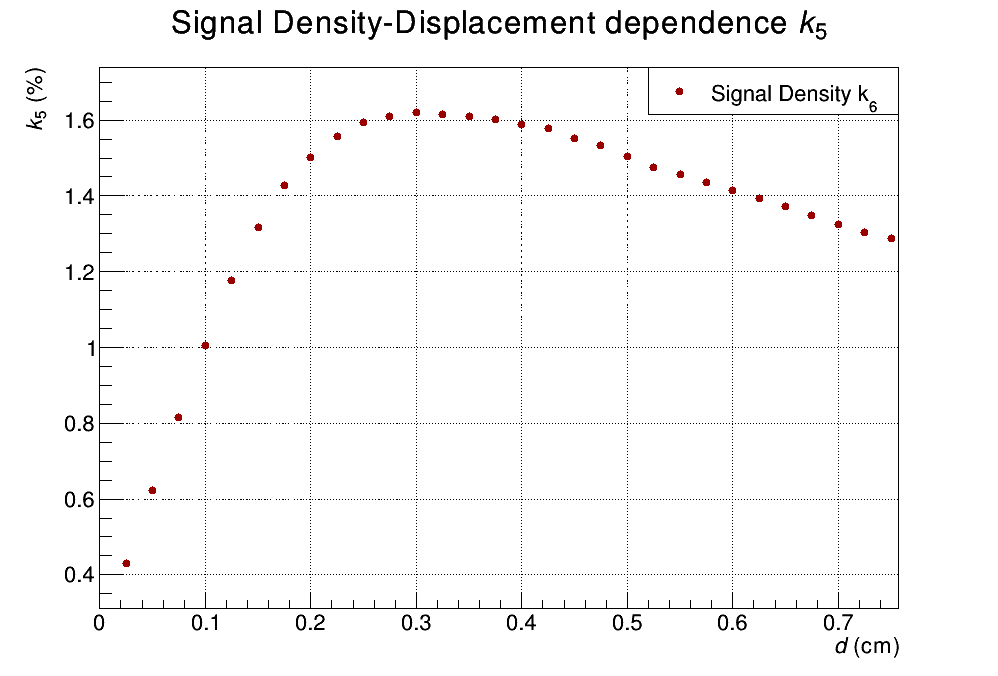 Signal Density-Displacement dependence k₅
k₅ (%)
Signal Density k₆
1.6
1.4
1.2
1
0.8
0.6
0.4
0 0.1 0.2 0.3 0.4 0.5 0.6 0.7
d (cm)